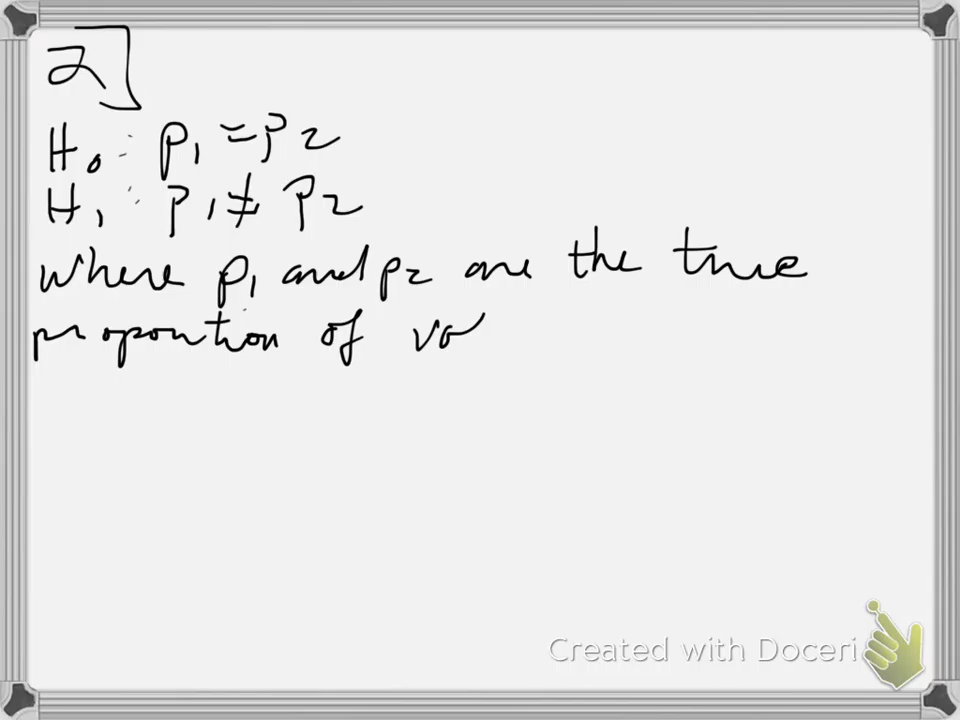 2]
H₀: p₁ = p₂
H₁: p₁ ≠ p₂
where p₁ and p₂ are the true
proportion of vo
Created with Doceri